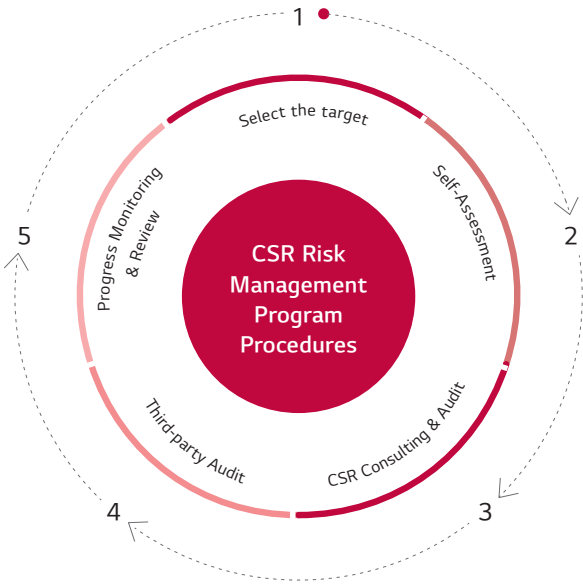 1
Select the target
2
Self-Assessment
3
CSR Consulting & Audit
4
Third-party Audit
5
Progress Monitoring
& Review
CSR Risk
Management
Program
Procedures